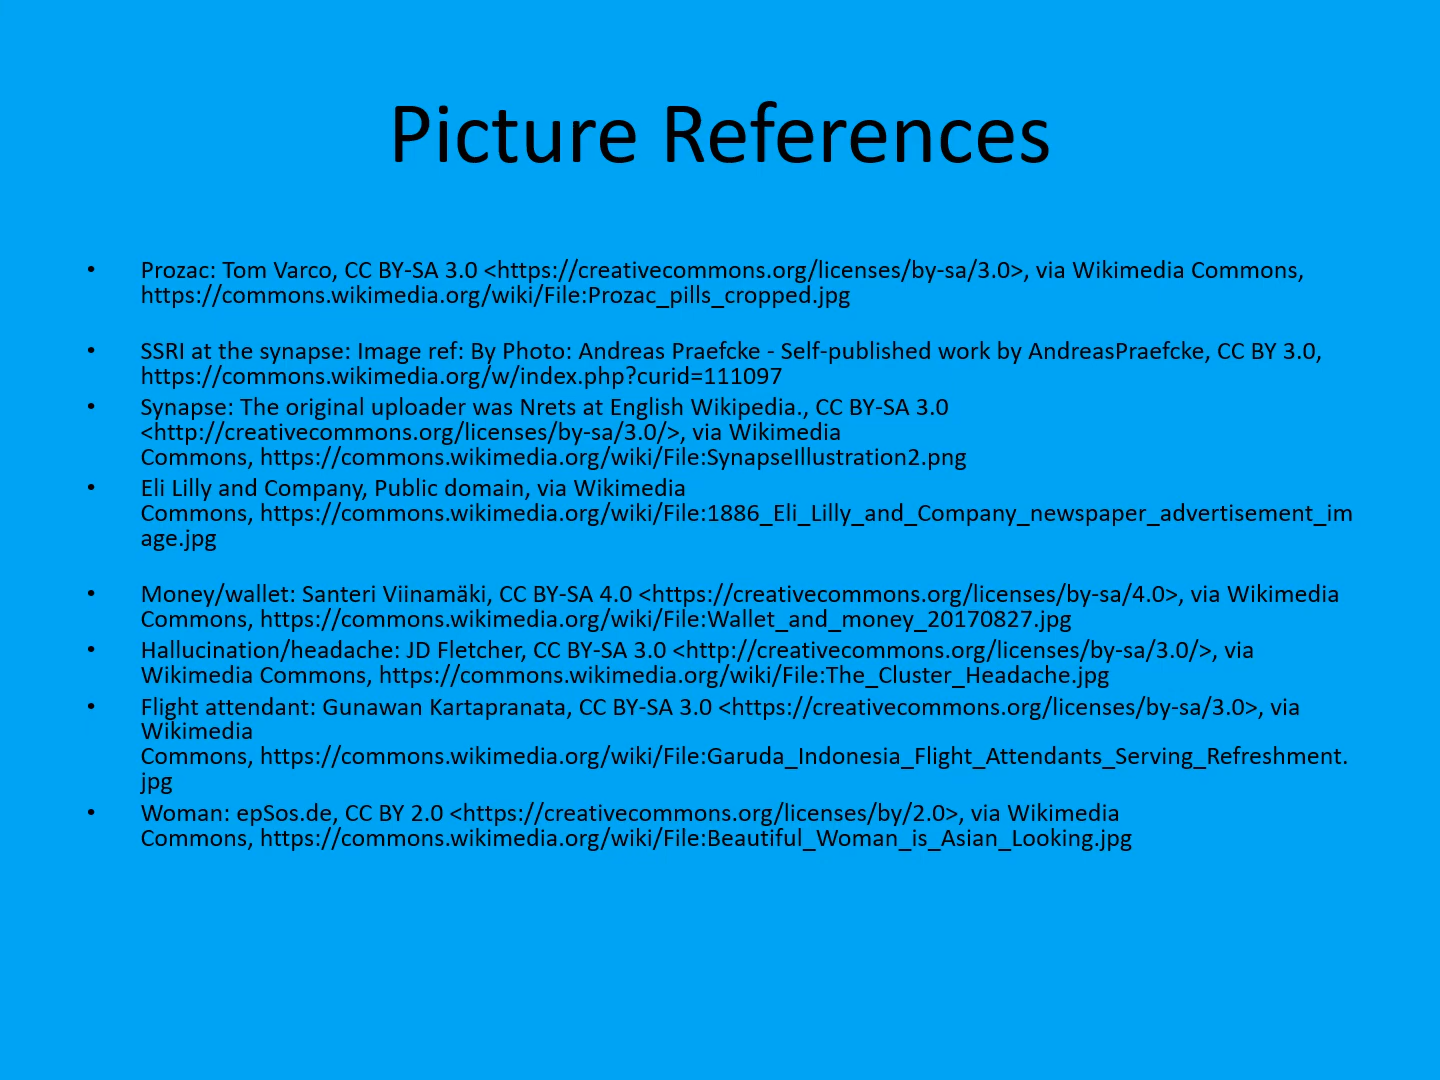 Picture References
• Prozac: Tom Varco, CC BY-SA 3.0 <https://creativecommons.org/licenses/by-sa/3.0>, via Wikimedia Commons,
https://commons.wikimedia.org/wiki/File:Prozac_pills_cropped.jpg
• SSRI at the synapse: Image ref: By Photo: Andreas Praefcke - Self-published work by AndreasPraefcke, CC BY 3.0,
https://commons.wikimedia.org/w/index.php?curid=111097
• Synapse: The original uploader was Nrets at English Wikipedia., CC BY-SA 3.0
<http://creativecommons.org/licenses/by-sa/3.0/>, via Wikimedia
Commons, https://commons.wikimedia.org/wiki/File:SynapseIllustration2.png
• Eli Lilly and Company, Public domain, via Wikimedia
Commons, https://commons.wikimedia.org/wiki/File:1886_Eli_Lilly_and_Company_newspaper_advertisement_im
age.jpg
• Money/wallet: Santeri Viinamäki, CC BY-SA 4.0 <https://creativecommons.org/licenses/by-sa/4.0>, via Wikimedia
Commons, https://commons.wikimedia.org/wiki/File:Wallet_and_money_20170827.jpg
• Hallucination/headache: JD Fletcher, CC BY-SA 3.0 <http://creativecommons.org/licenses/by-sa/3.0/>, via
Wikimedia Commons, https://commons.wikimedia.org/wiki/File:The_Cluster_Headache.jpg
• Flight attendant: Gunawan Kartapranata, CC BY-SA 3.0 <https://creativecommons.org/licenses/by-sa/3.0>, via
Wikimedia
Commons, https://commons.wikimedia.org/wiki/File:Garuda_Indonesia_Flight_Attendants_Serving_Refreshment.
jpg
• Woman: epSos.de, CC BY 2.0 <https://creativecommons.org/licenses/by/2.0>, via Wikimedia
Commons, https://commons.wikimedia.org/wiki/File:Beautiful_Woman_is_Asian_Looking.jpg